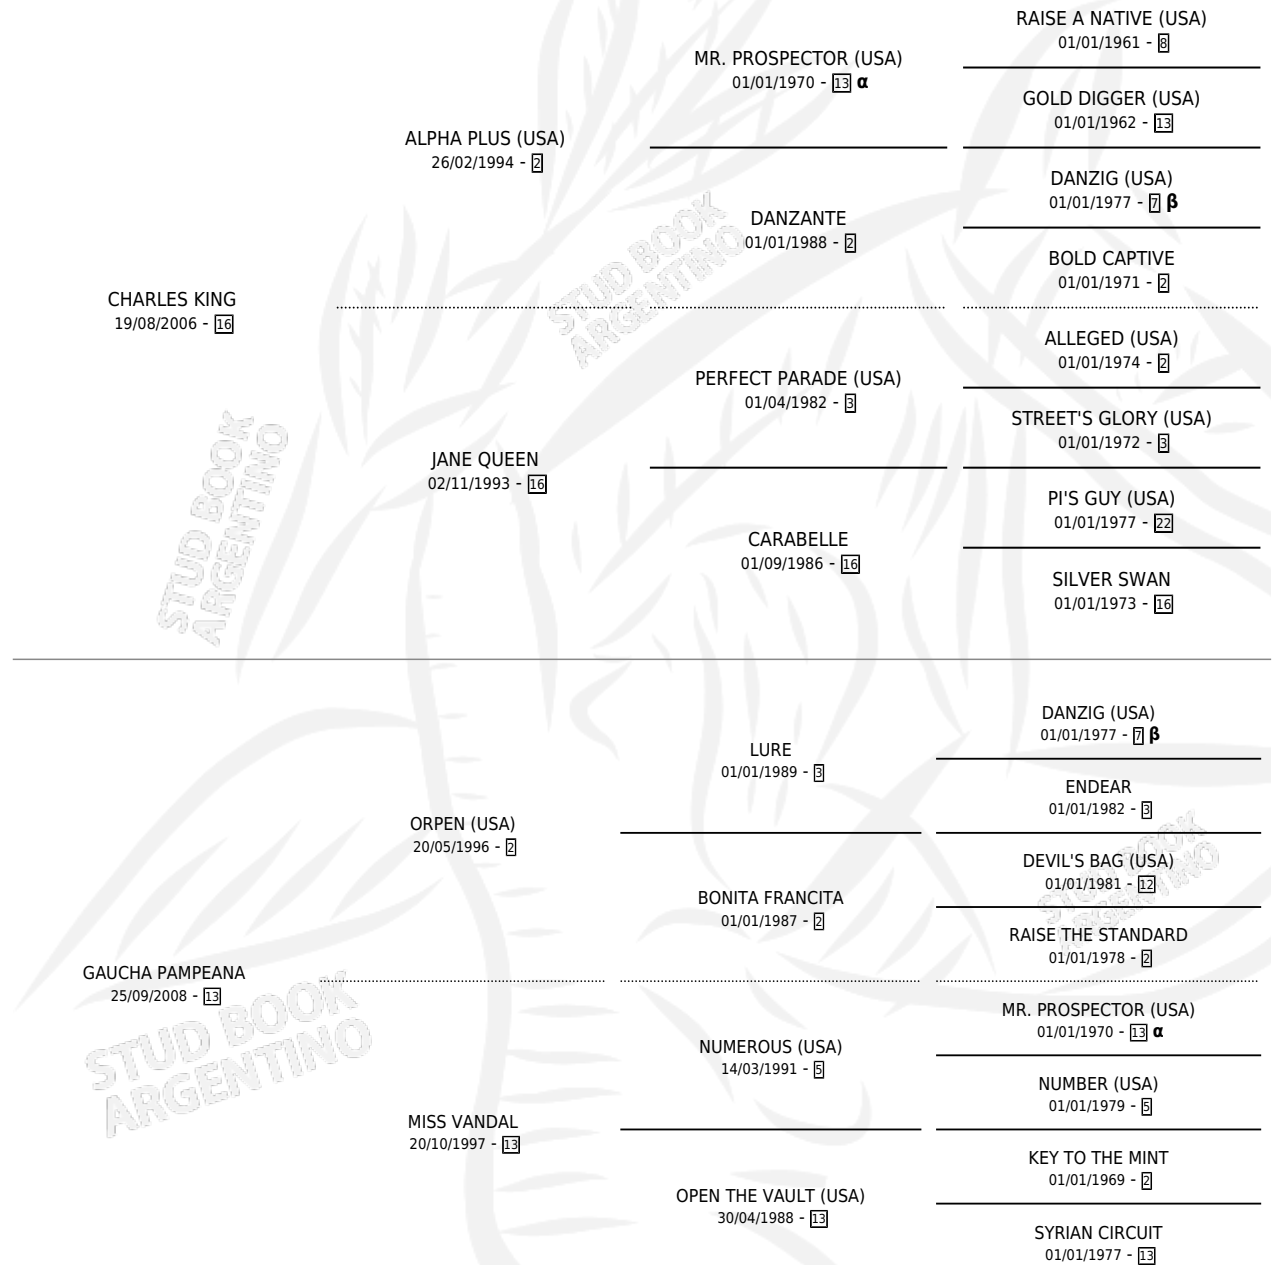 RAISE A NATIVE (USA)
01/01/1961 - 8
MR. PROSPECTOR (USA)
01/01/1970 - 13 α
GOLD DIGGER (USA)
01/01/1962 - 13
ALPHA PLUS (USA)
26/02/1994 - 2
DANZIG (USA)
01/01/1977 - 7 β
DANZANTE
01/01/1988 - 2
BOLD CAPTIVE
01/01/1971 - 2
CHARLES KING
19/08/2006 - 16
ALLEGED (USA)
01/01/1974 - 2
PERFECT PARADE (USA)
01/04/1982 - 3
STREET'S GLORY (USA)
01/01/1972 - 3
JANE QUEEN
02/11/1993 - 16
PI'S GUY (USA)
01/01/1977 - 22
CARABELLE
01/09/1986 - 16
SILVER SWAN
01/01/1973 - 16
DANZIG (USA)
01/01/1977 - 7 β
LURE
01/01/1989 - 3
ENDEAR
01/01/1982 - 3
ORPEN (USA)
20/05/1996 - 2
DEVIL'S BAG (USA)
01/01/1981 - 12
BONITA FRANCITA
01/01/1987 - 2
RAISE THE STANDARD
01/01/1978 - 2
GAUCHA PAMPEANA
25/09/2008 - 13
MR. PROSPECTOR (USA)
01/01/1970 - 13 α
NUMEROUS (USA)
14/03/1991 - 5
NUMBER (USA)
01/01/1979 - 5
MISS VANDAL
20/10/1997 - 13
KEY TO THE MINT
01/01/1969 - 2
OPEN THE VAULT (USA)
30/04/1988 - 13
SYRIAN CIRCUIT
01/01/1977 - 13
STUD BOOK
ARGENTINO
STUD BOOK
ARGENTINO
STUD BOOK
ARGENTINO
STUD BOOK
ARGENTINO